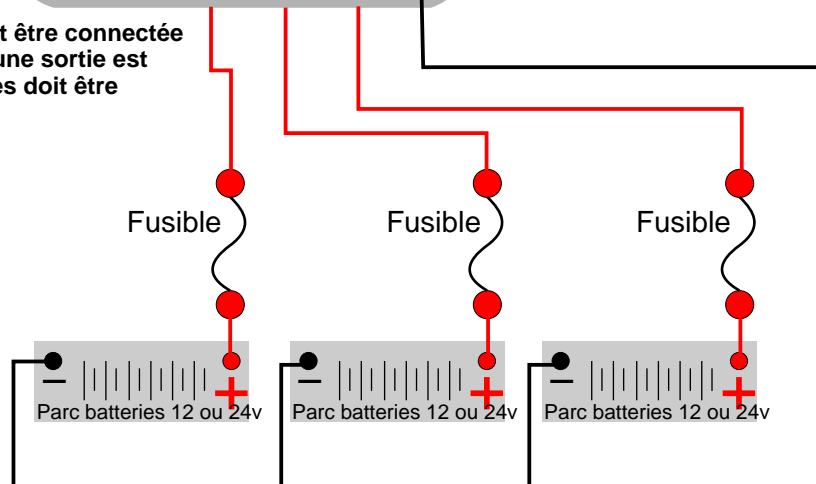 t être connectée
une sortie est
es doit être
Fusible
Fusible
Fusible
Parc batteries 12 ou 24v
Parc batteries 12 ou 24v
Parc batteries 12 ou 24v